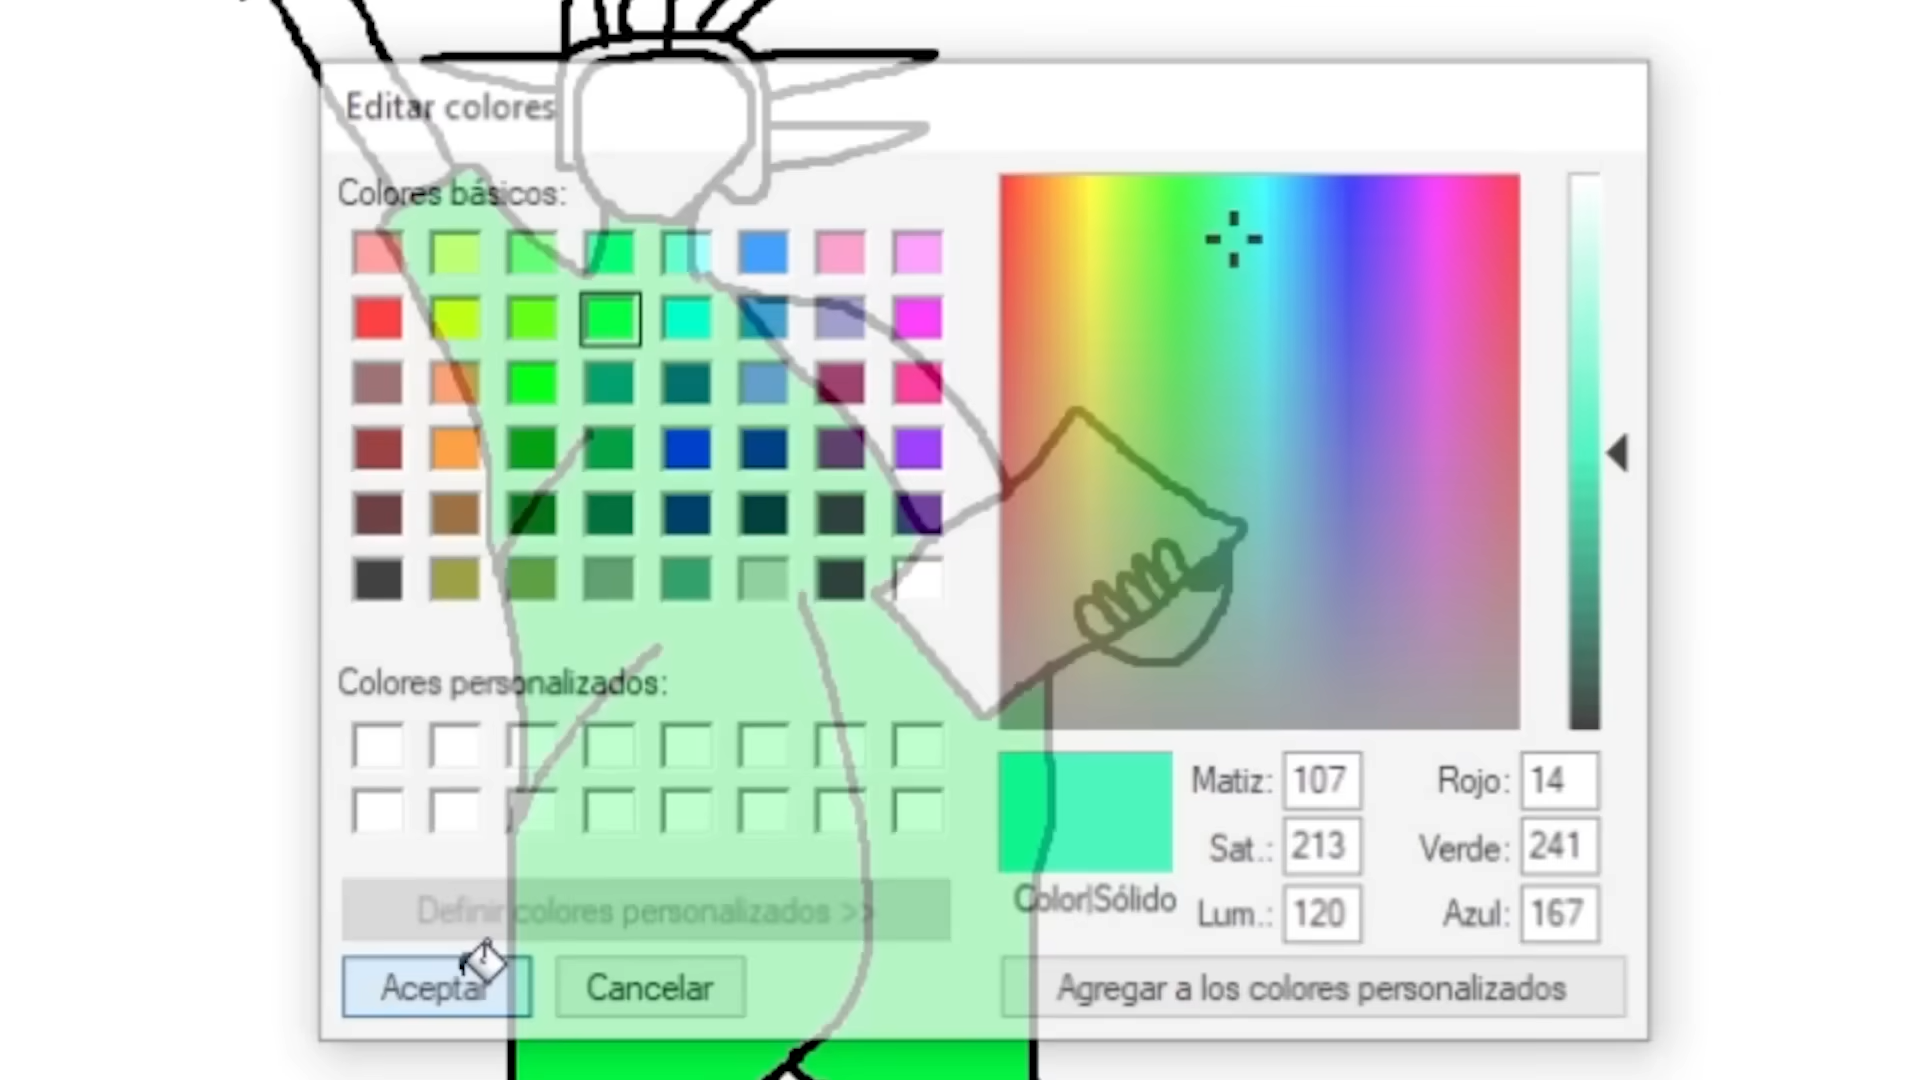 Editar colores
Colores básicos:
Colores personalizados:
Definir colores personalizados >>
Aceptar
Cancelar
Color|Sólido
Matiz: 107
Sat.: 213
Lum.: 120
Rojo: 14
Verde: 241
Azul: 167
Agregar a los colores personalizados